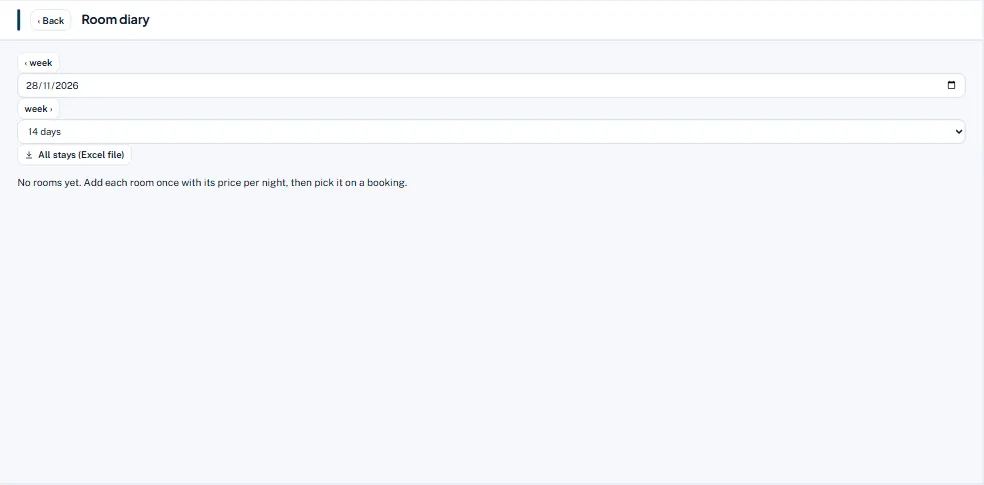 ‹ Back Room diary
‹ week
28/11/2026
week ›
14 days
All stays (Excel file)
No rooms yet. Add each room once with its price per night, then pick it on a booking.